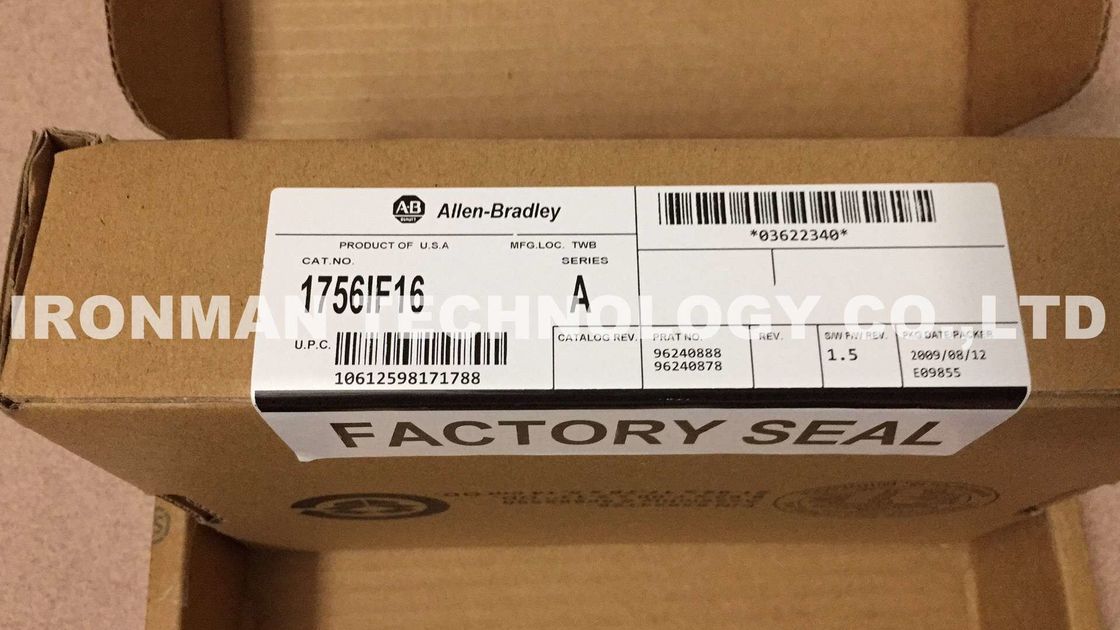 A-B
QUALITY
Allen-Bradley
PRODUCT OF U.S.A MFG.LOC. TWB
CAT.NO. SERIES
1756IF16 A
U.P.C.
10612598171788
*03622340*
CATALOG REV. PRAT NO. REV. S/W F/W REV. PKG DATE/PACKER
96240888 1.5 2009/08/12
96240878 E09855
FACTORY SEAL
IRONMAN TECHNOLOGY CO.,LTD